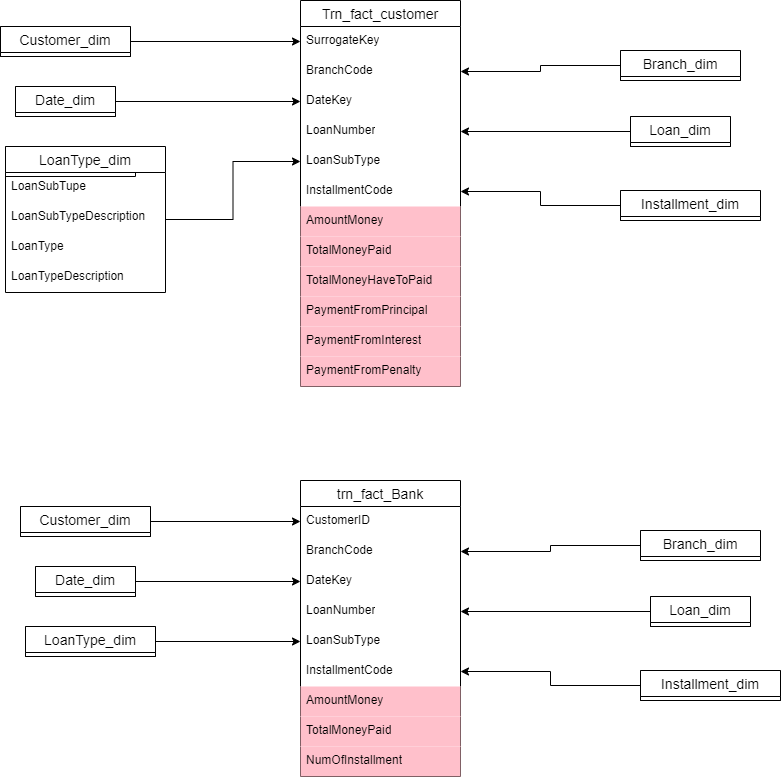 Trn_fact_customer
Customer_dim
SurrogateKey
BranchCode
Branch_dim
Date_dim
DateKey
LoanNumber
Loan_dim
LoanType_dim
LoanSubType
LoanSubTupe
InstallmentCode
Installment_dim
LoanSubTypeDescription
AmountMoney
LoanType
TotalMoneyPaid
LoanTypeDescription
TotalMoneyHaveToPaid
PaymentFromPrincipal
PaymentFromInterest
PaymentFromPenalty
trn_fact_Bank
Customer_dim
CustomerID
BranchCode
Branch_dim
Date_dim
DateKey
LoanNumber
Loan_dim
LoanType_dim
LoanSubType
InstallmentCode
Installment_dim
AmountMoney
TotalMoneyPaid
NumOfInstallment